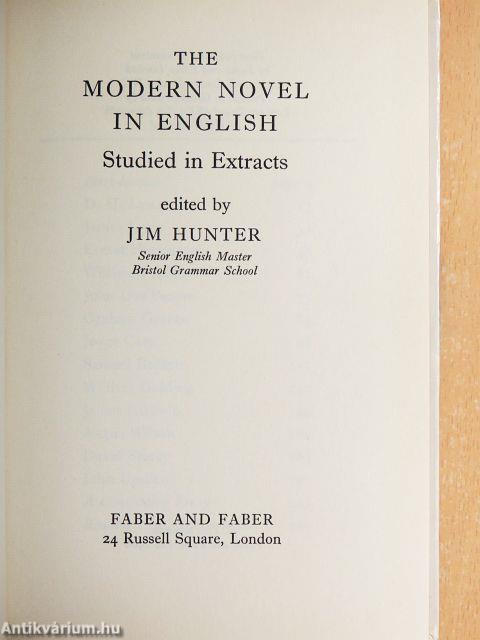 THE
MODERN NOVEL
IN ENGLISH
Studied in Extracts
edited by
JIM HUNTER
Senior English Master
Bristol Grammar School
FABER AND FABER
24 Russell Square, London
Antikvárium.hu